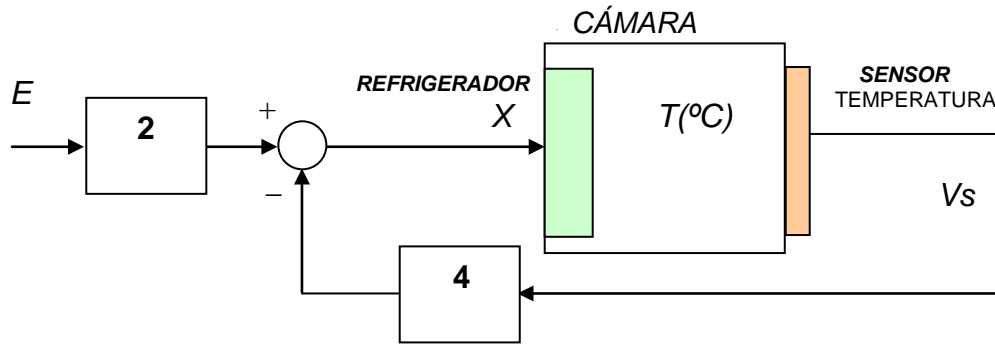 CÁMARA
E
2
+
−
REFRIGERADOR
X
T(ºC)
SENSOR
TEMPERATURA
Vs
4